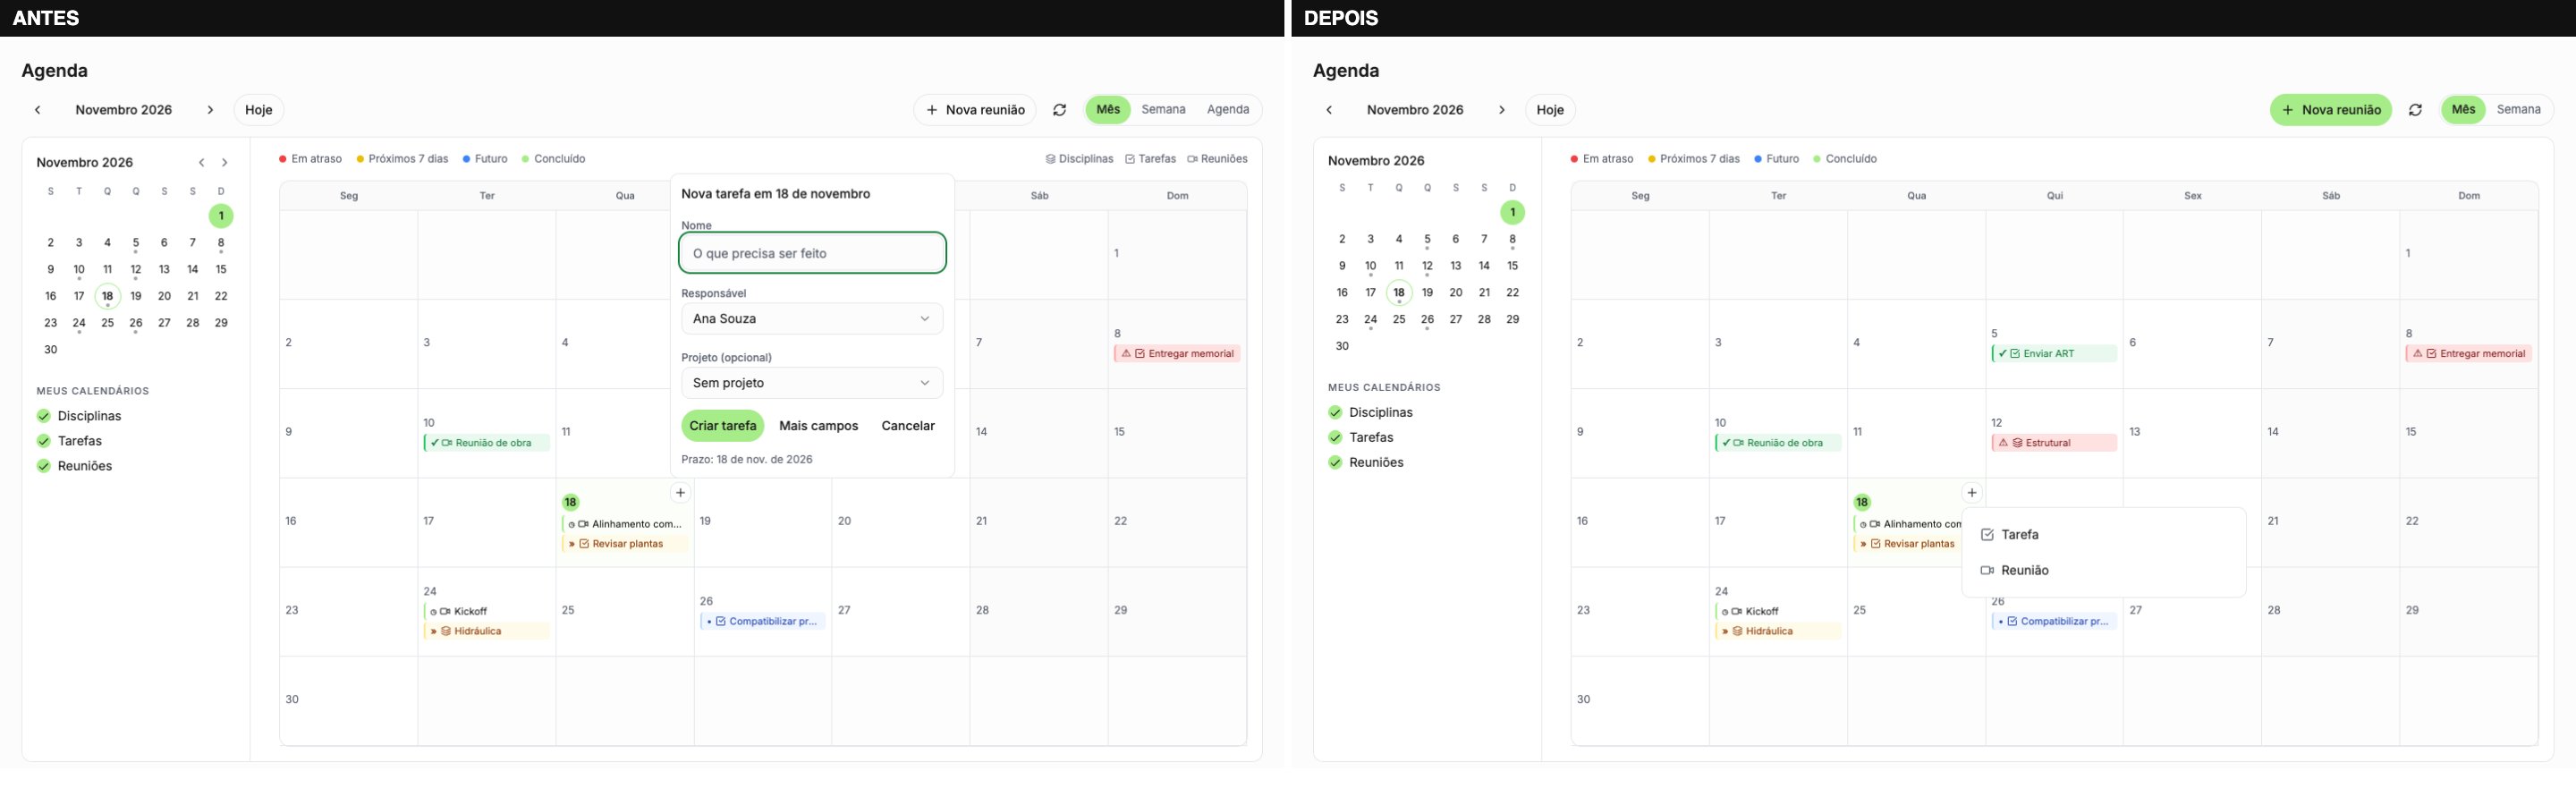 ANTES
Agenda
Novembro 2026
Hoje
+ Nova reunião
Mês
Semana
Agenda
Novembro 2026
S T Q Q S S D
1
2 3 4 5 6 7 8
9 10 11 12 13 14 15
16 17 18 19 20 21 22
23 24 25 26 27 28 29
30
MEUS CALENDÁRIOS
Disciplinas
Tarefas
Reuniões
Em atraso
Próximos 7 dias
Futuro
Concluído
Disciplinas
Tarefas
Reuniões
Seg Ter Qua Sáb Dom
1
2 3 4 7 8
Entregar memorial
9 10 11 14 15
Reunião de obra
16 17 18 19 20 21 22
Alinhamento com...
Revisar plantas
23 24 25 26 27 28 29
Kickoff
Hidráulica
Compatibilizar pr...
30
Nova tarefa em 18 de novembro
Nome
O que precisa ser feito
Responsável
Ana Souza
Projeto (opcional)
Sem projeto
Criar tarefa
Mais campos
Cancelar
Prazo: 18 de nov. de 2026
DEPOIS
Agenda
Novembro 2026
Hoje
+ Nova reunião
Mês
Semana
Novembro 2026
S T Q Q S S D
1
2 3 4 5 6 7 8
9 10 11 12 13 14 15
16 17 18 19 20 21 22
23 24 25 26 27 28 29
30
MEUS CALENDÁRIOS
Disciplinas
Tarefas
Reuniões
Em atraso
Próximos 7 dias
Futuro
Concluído
Seg Ter Qua Qui Sex Sáb Dom
1
2 3 4 5 6 7 8
Enviar ART
Entregar memorial
9 10 11 12 13 14 15
Reunião de obra
Estrutural
16 17 18 21 22
Alinhamento com
Revisar plantas
Tarefa
Reunião
23 24 25 26 27 28 29
Kickoff
Hidráulica
Compatibilizar pr...
30